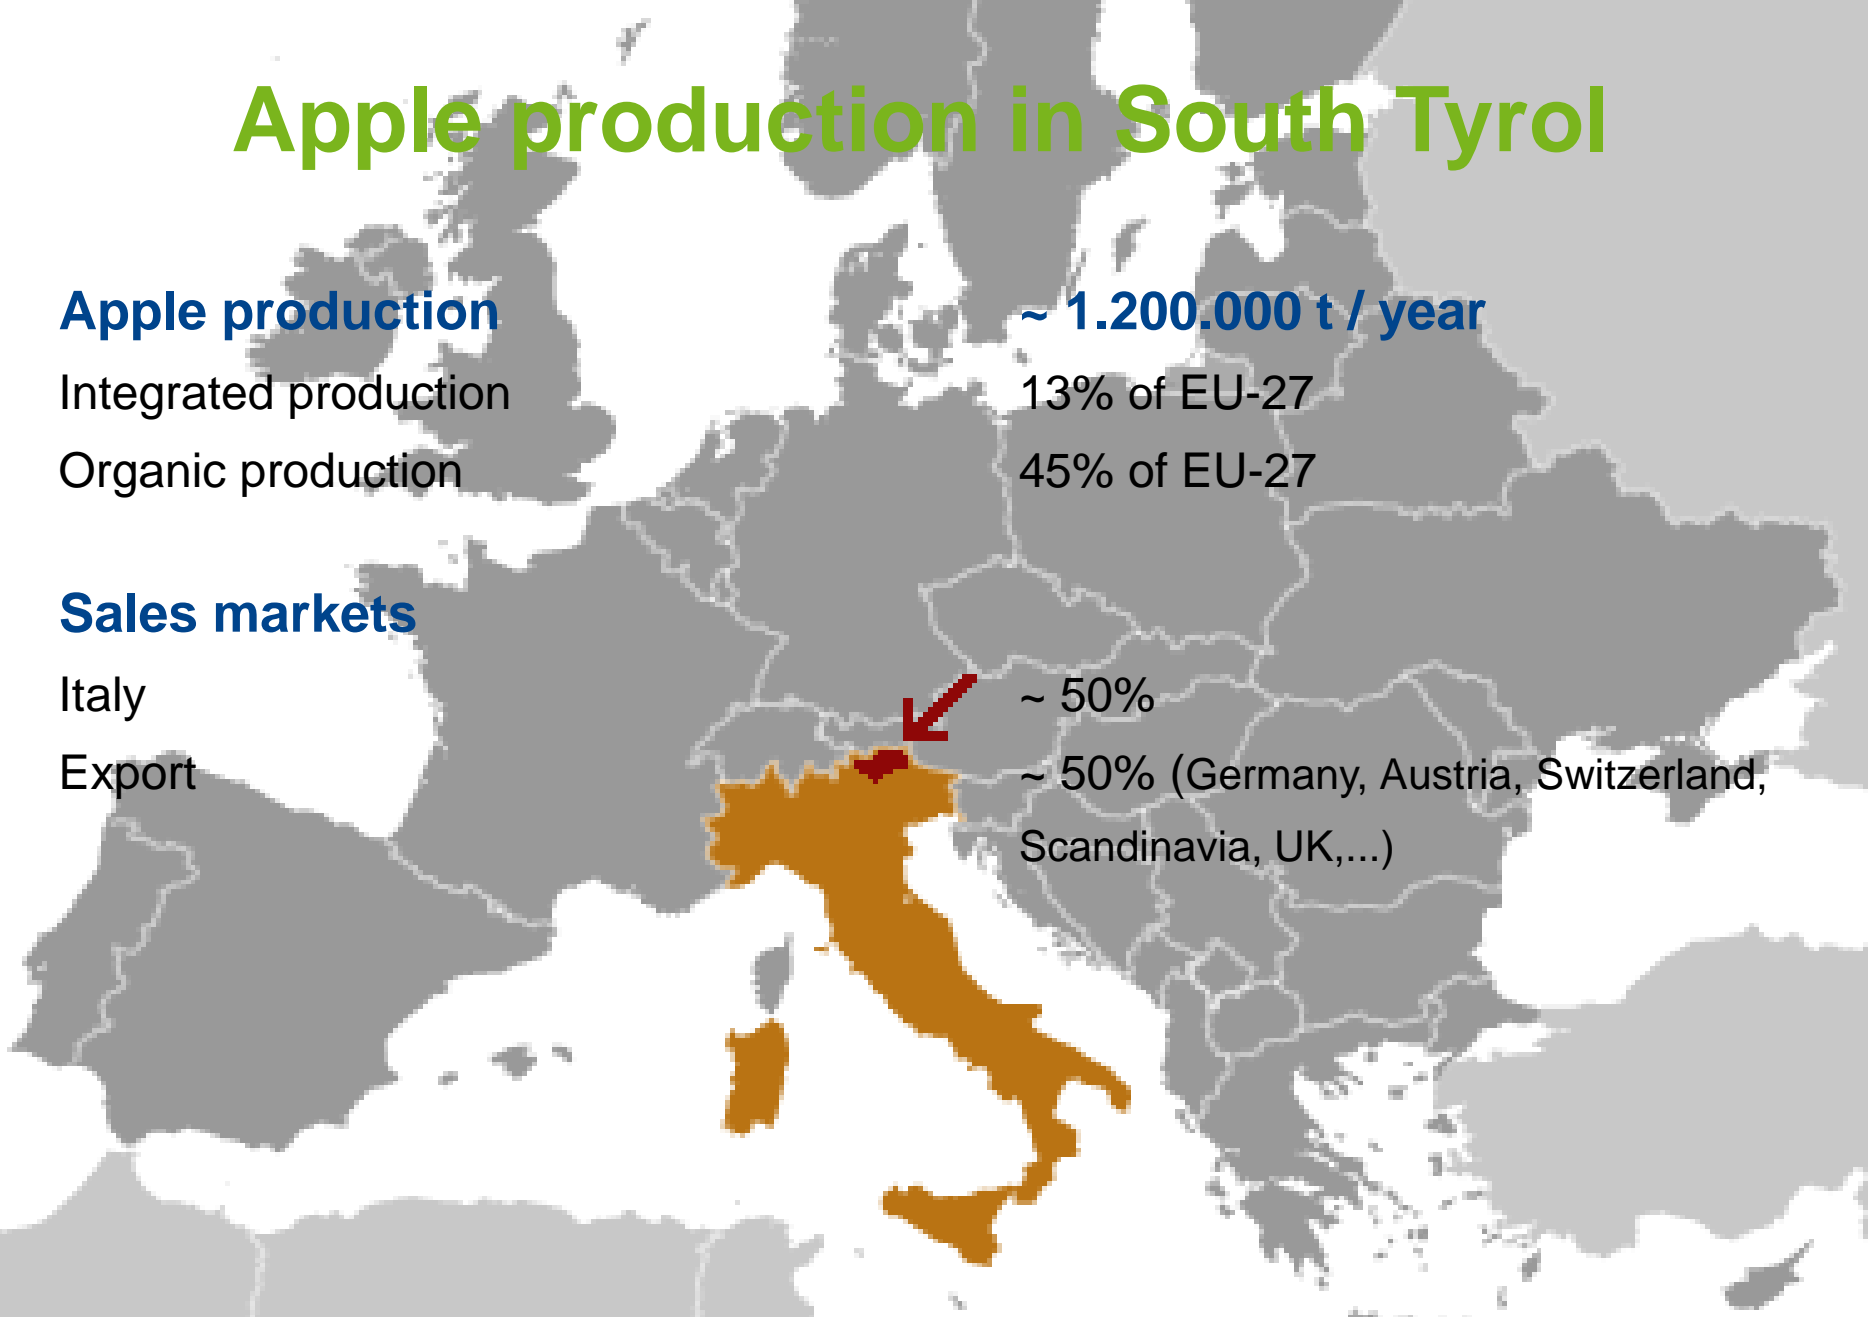 Apple production in South Tyrol
Apple production ~ 1.200.000 t / year
Integrated production 13% of EU-27
Organic production 45% of EU-27
Sales markets
Italy ~ 50%
Export ~ 50% (Germany, Austria, Switzerland,
Scandinavia, UK,...)